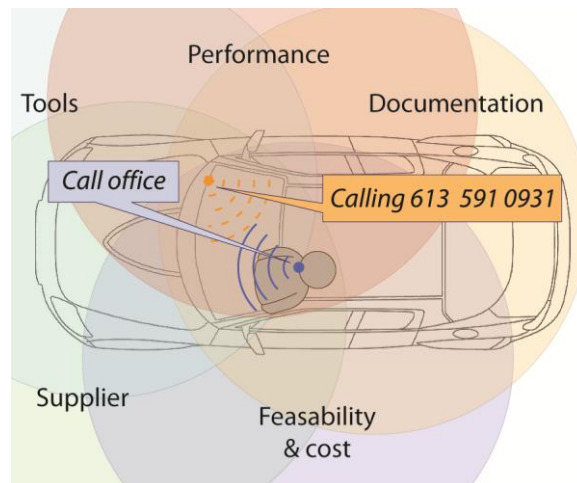 Performance
Tools
Documentation
Call office
Calling 613 591 0931
Supplier
Feasability
& cost